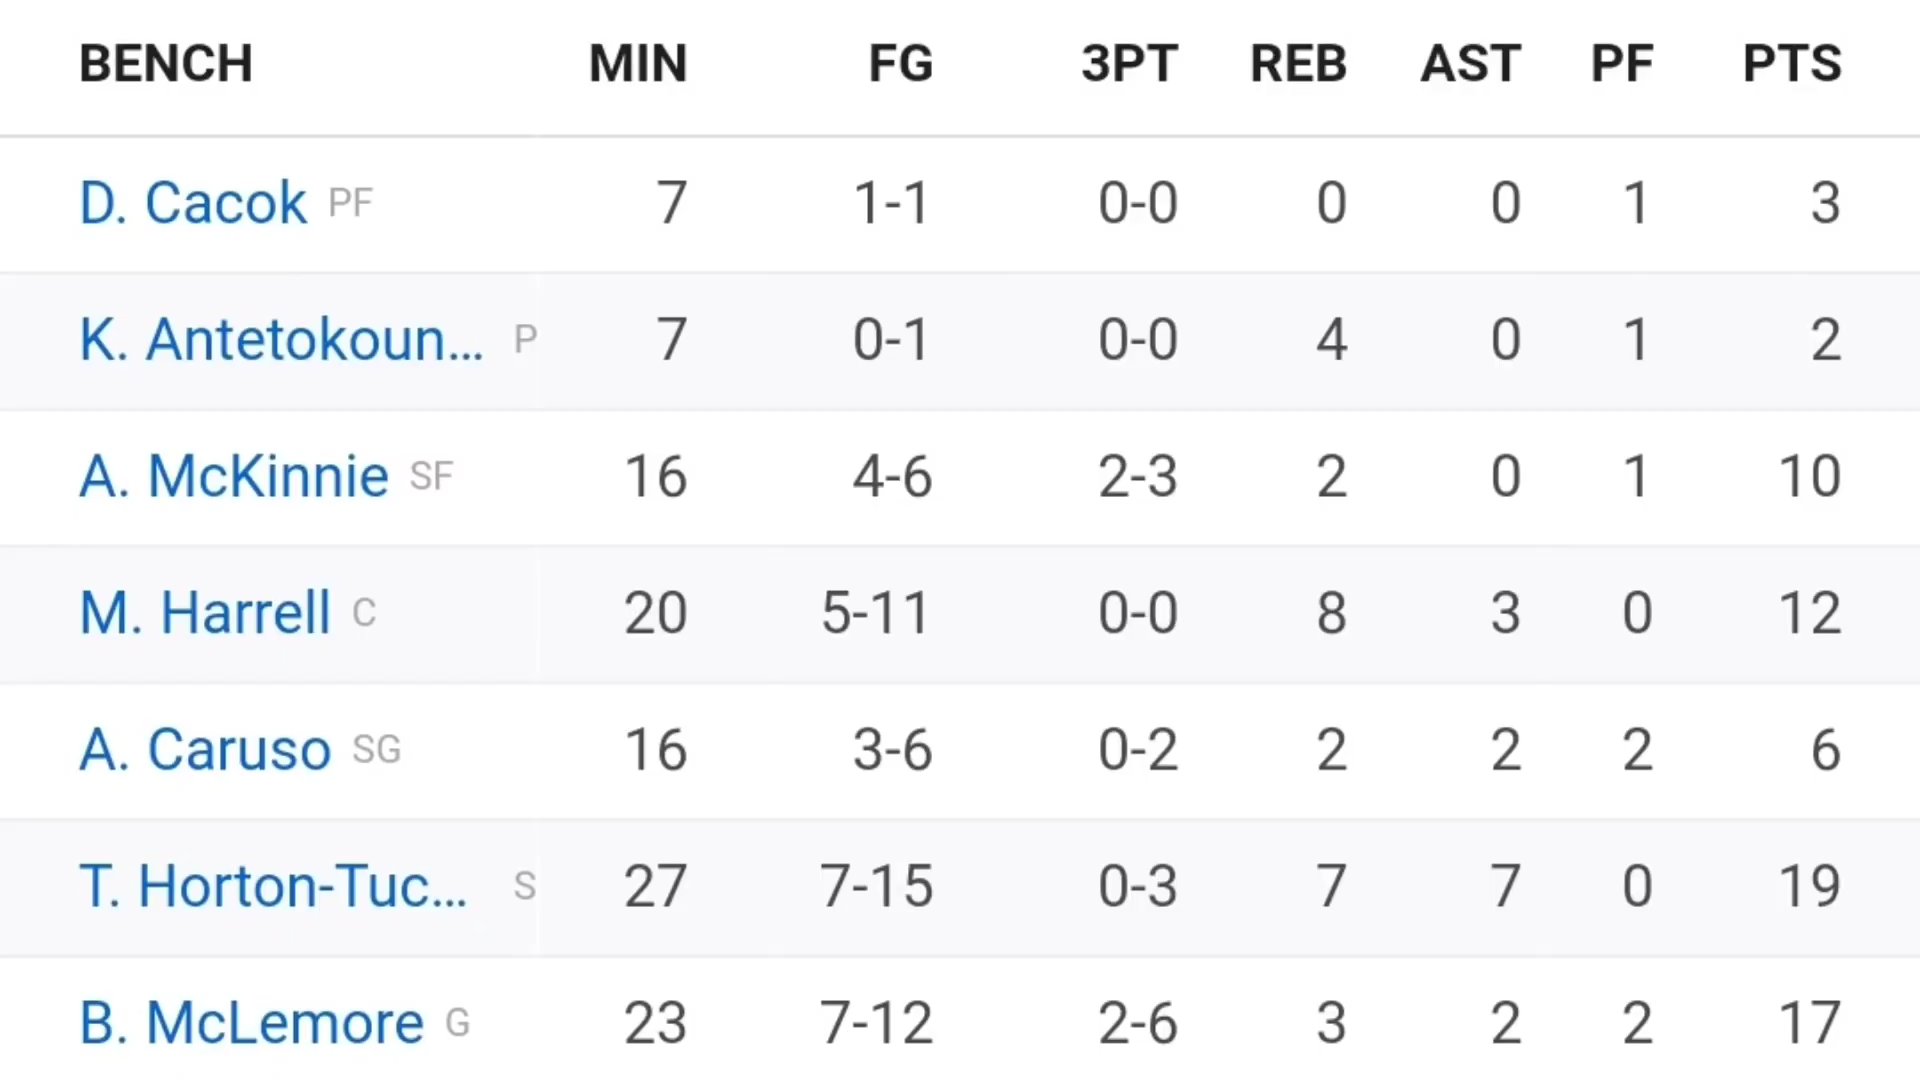 BENCH MIN FG 3PT REB AST PF PTS
D. Cacok PF 7 1-1 0-0 0 0 1 3
K. Antetokoun... P 7 0-1 0-0 4 0 1 2
A. McKinnie SF 16 4-6 2-3 2 0 1 10
M. Harrell C 20 5-11 0-0 8 3 0 12
A. Caruso SG 16 3-6 0-2 2 2 2 6
T. Horton-Tuc... S 27 7-15 0-3 7 7 0 19
B. McLemore G 23 7-12 2-6 3 2 2 17